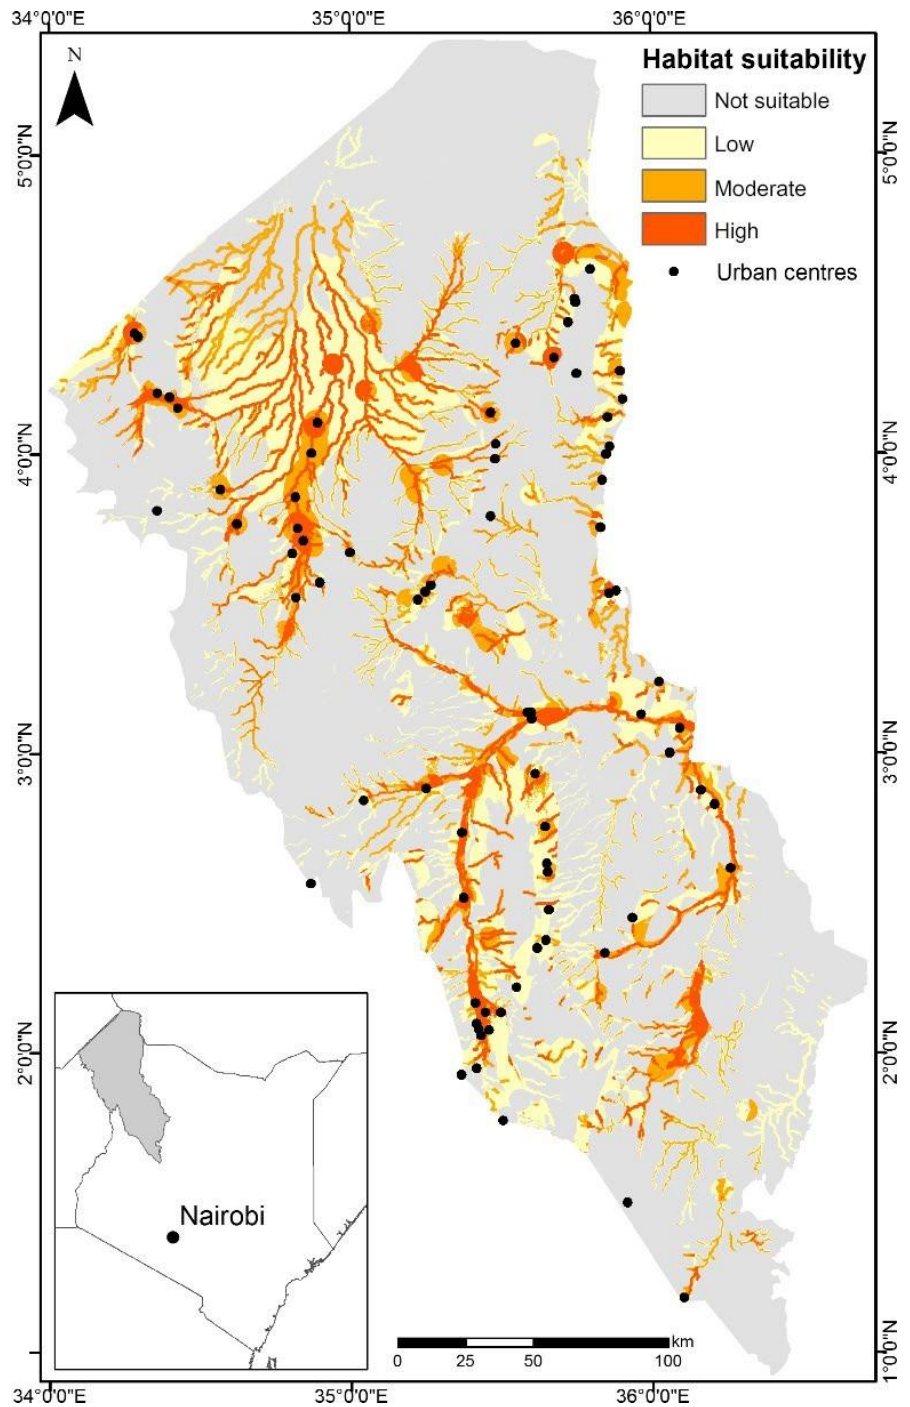 34°0'0"E 35°0'0"E 36°0'0"E
N
Habitat suitability
Not suitable
Low
Moderate
High
Urban centres
5°0'0"N 5°0'0"N
4°0'0"N 4°0'0"N
3°0'0"N 3°0'0"N
2°0'0"N 2°0'0"N
1°0'0"N
Nairobi
km
0 25 50 100
34°0'0"E 35°0'0"E 36°0'0"E